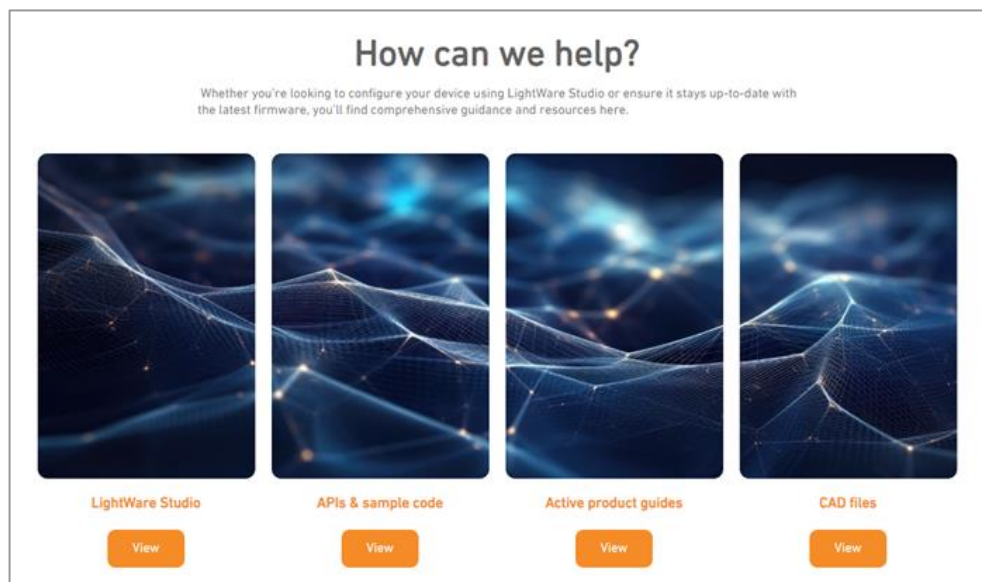 How can we help?
Whether you're looking to configure your device using LightWare Studio or ensure it stays up-to-date with
the latest firmware, you'll find comprehensive guidance and resources here.
LightWare Studio
APIs & sample code
Active product guides
CAD files
View
View
View
View